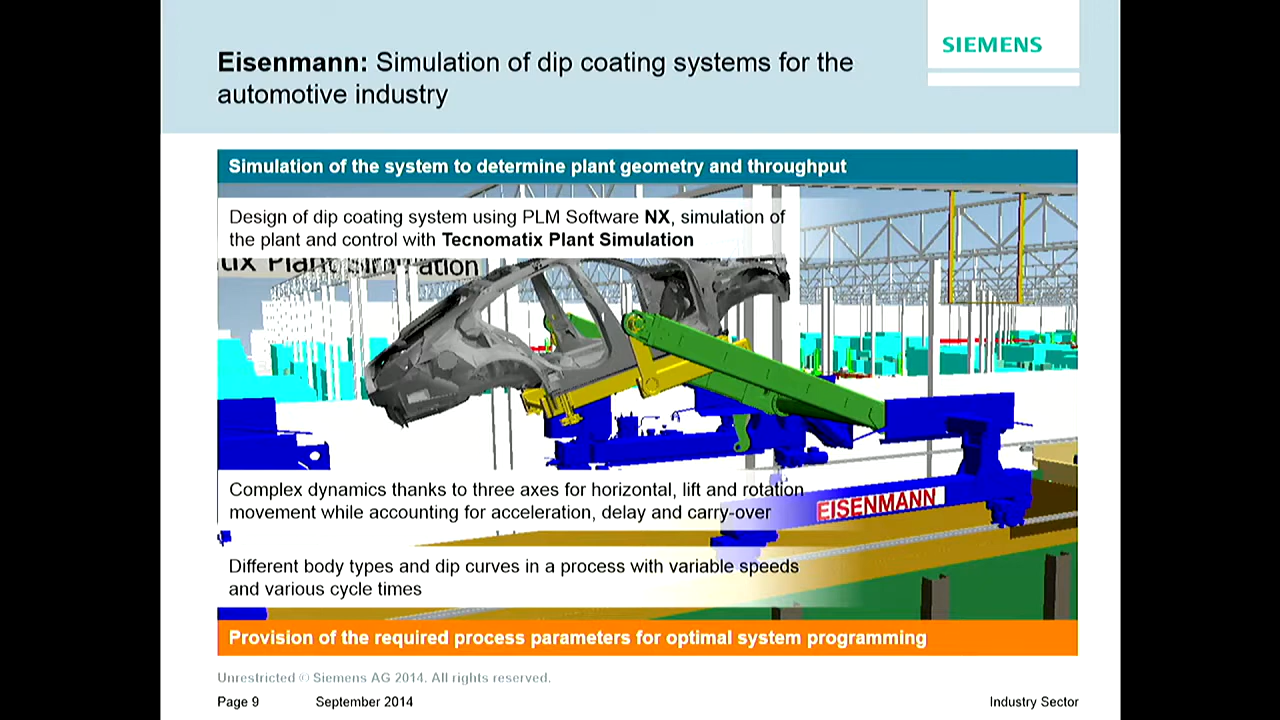 SIEMENS
Eisenmann: Simulation of dip coating systems for the
automotive industry
Simulation of the system to determine plant geometry and throughput
Design of dip coating system using PLM Software NX, simulation of
the plant and control with Tecnomatix Plant Simulation
Complex dynamics thanks to three axes for horizontal, lift and rotation
movement while accounting for acceleration, delay and carry-over
EISENMANN
Different body types and dip curves in a process with variable speeds
and various cycle times
Provision of the required process parameters for optimal system programming
Unrestricted © Siemens AG 2014. All rights reserved.
Page 9 September 2014 Industry Sector